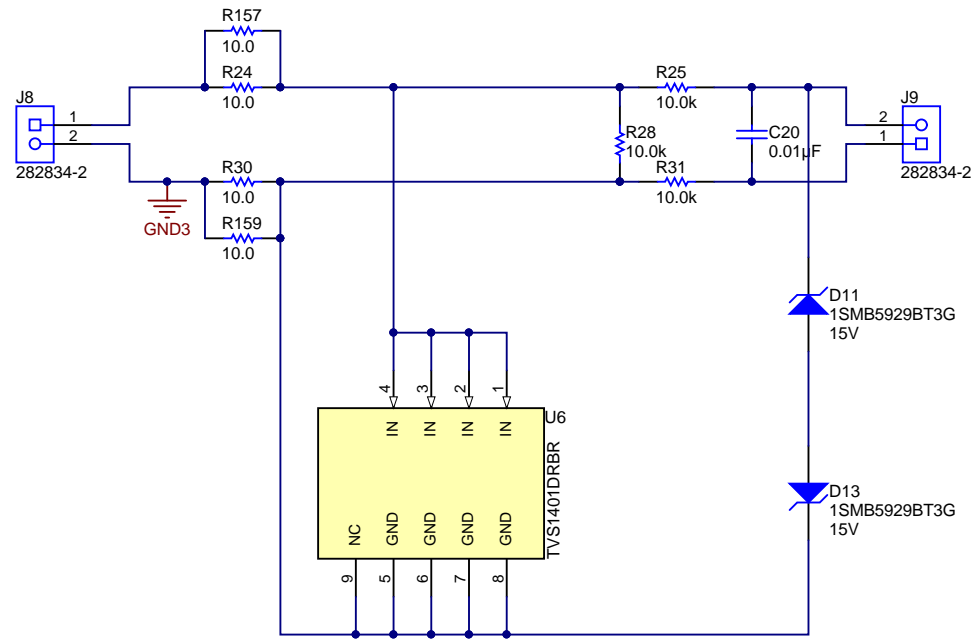 R157
10.0
R24
10.0
R25
10.0k
J8
1
2
282834-2
J9
2
1
282834-2
R28
10.0k
C20
0.01µF
R30
10.0
R31
10.0k
GND3
R159
10.0
D11
1SMB5929BT3G
15V
4
3
2
1
U6
IN
IN
IN
IN
TVS1401DRBR
NC
GND
GND
GND
GND
9
5
6
7
8
D13
1SMB5929BT3G
15V